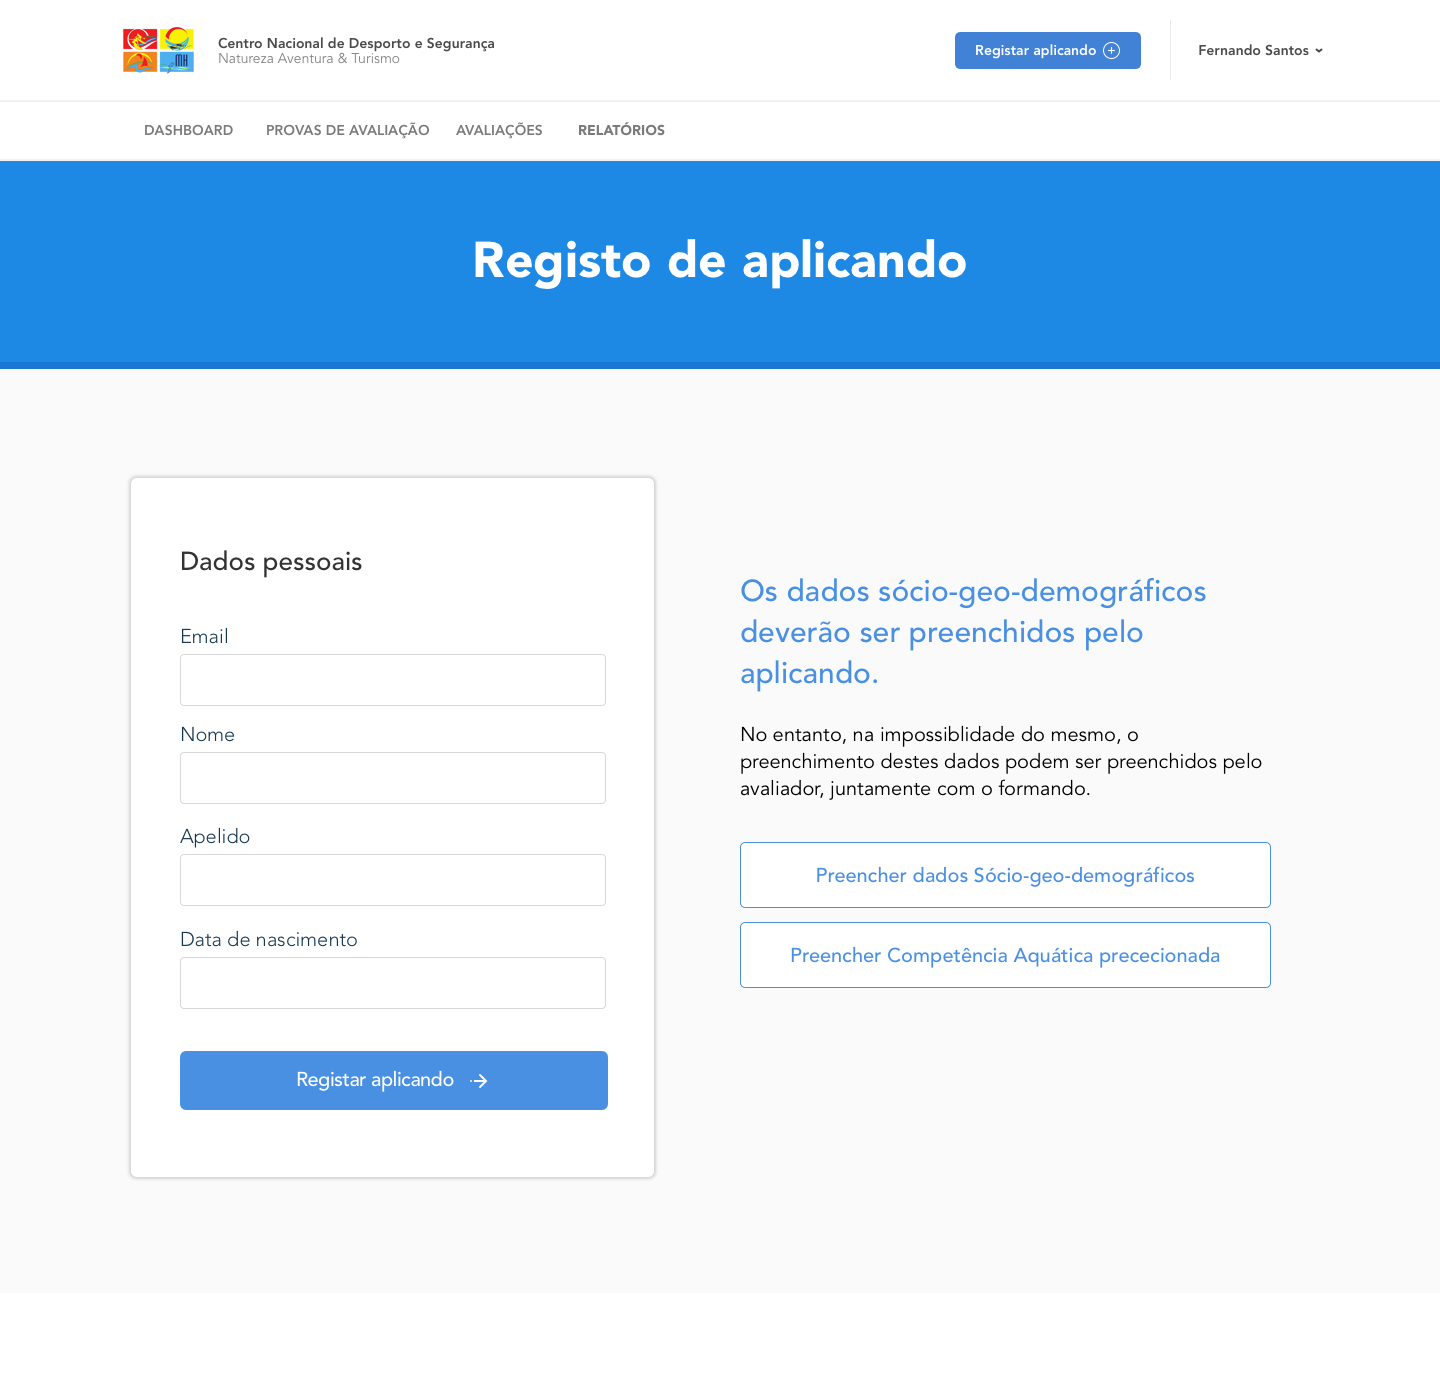 Centro Nacional de Desporto e Segurança
Natureza Aventura & Turismo
Registar aplicando
Fernando Santos
DASHBOARD
PROVAS DE AVALIAÇÃO
AVALIAÇÕES
RELATÓRIOS
Registo de aplicando
Dados pessoais
Email
Nome
Apelido
Data de nascimento
Registar aplicando
Os dados sócio-geo-demográficos
deverão ser preenchidos pelo
aplicando.
No entanto, na impossiblidade do mesmo, o
preenchimento destes dados podem ser preenchidos pelo
avaliador, juntamente com o formando.
Preencher dados Sócio-geo-demográficos
Preencher Competência Aquática prececionada